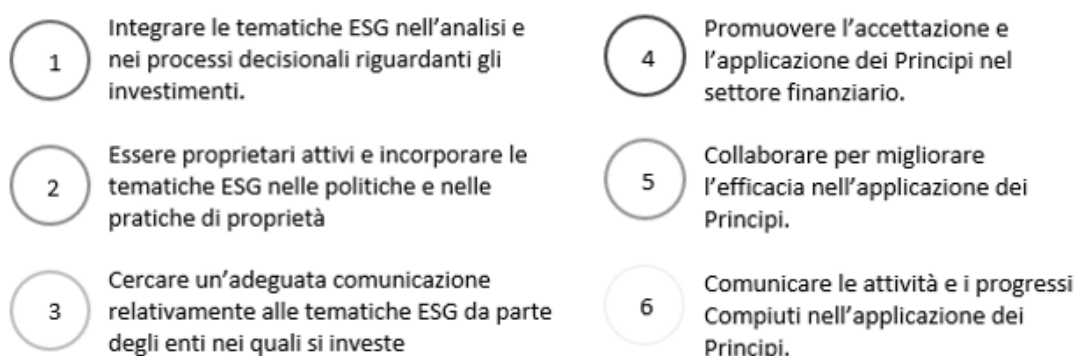 1
Integrare le tematiche ESG nell'analisi e
nei processi decisionali riguardanti gli
investimenti.
2
Essere proprietari attivi e incorporare le
tematiche ESG nelle politiche e nelle
pratiche di proprietà
3
Cercare un'adeguata comunicazione
relativamente alle tematiche ESG da parte
degli enti nei quali si investe
4
Promuovere l'accettazione e
l'applicazione dei Principi nel
settore finanziario.
5
Collaborare per migliorare
l'efficacia nell'applicazione dei
Principi.
6
Comunicare le attività e i progressi
Compiuti nell'applicazione dei
Principi.